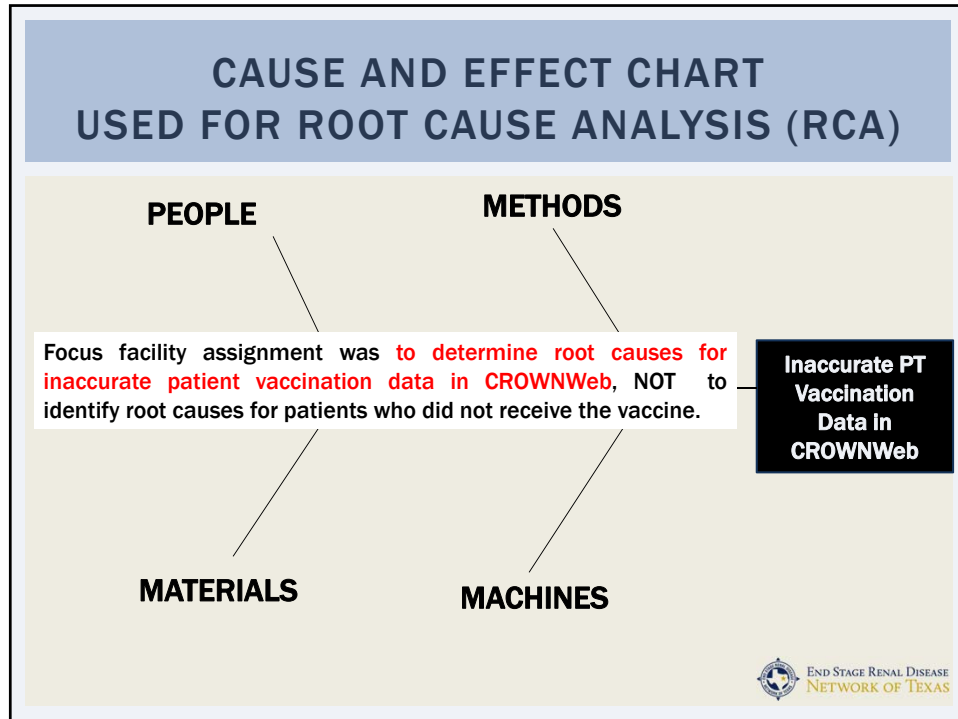 CAUSE AND EFFECT CHART
USED FOR ROOT CAUSE ANALYSIS (RCA)
PEOPLE
METHODS
Focus facility assignment was to determine root causes for
inaccurate patient vaccination data in CROWNWeb, NOT to
identify root causes for patients who did not receive the vaccine.
Inaccurate PT
Vaccination
Data in
CROWNWeb
MATERIALS
MACHINES
END STAGE RENAL DISEASE
NETWORK OF TEXAS